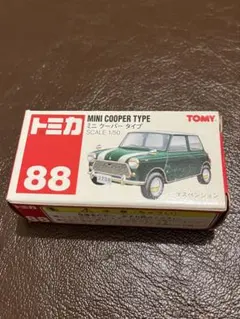 トミカ
MINI COOPER TYPE
ミニ クーパー タイプ
SCALE 1/50
TOMY
88
サスペンション